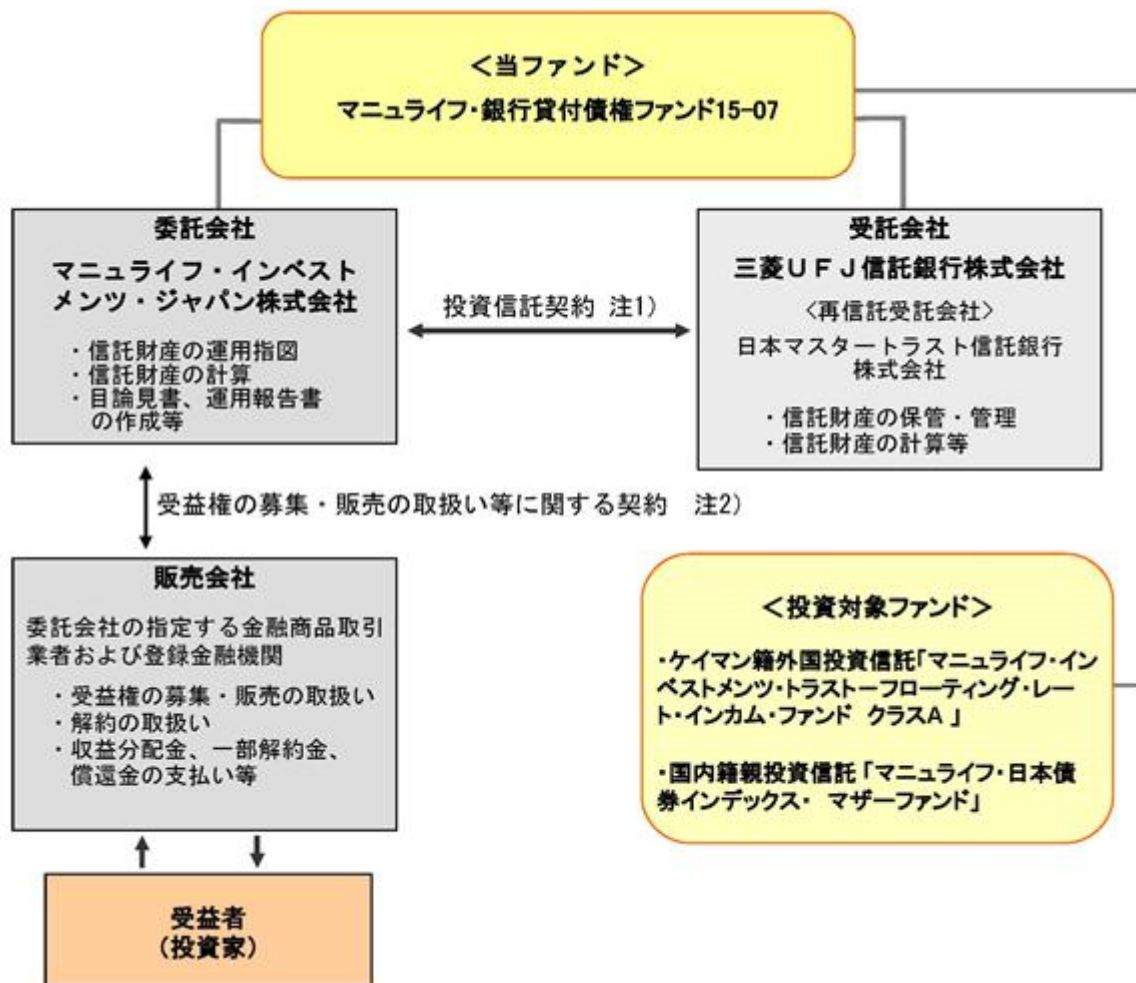 ＜当ファンド＞
マニュライフ・銀行貸付債権ファンド15-07
委託会社
マニュライフ・インベスト
メンツ・ジャパン株式会社
・信託財産の運用指図
・信託財産の計算
・目論見書、運用報告書
の作成等
投資信託契約 注1）
受託会社
三菱ＵＦＪ信託銀行株式会社
〈再信託受託会社〉
日本マスタートラスト信託銀行
株式会社
・信託財産の保管・管理
・信託財産の計算等
受益権の募集・販売の取扱い等に関する契約　注2）
販売会社
委託会社の指定する金融商品取引
業者および登録金融機関
・受益権の募集・販売の取扱い
・解約の取扱い
・収益分配金、一部解約金、
償還金の支払い等
＜投資対象ファンド＞
・ケイマン籍外国投資信託「マニュライフ・イン
ベストメンツ・トラストーフローティング・レー
ト・インカム・ファンド　クラスA 」
・国内籍親投資信託「マニュライフ・日本債
券インデックス・ マザーファンド」
受益者
（投資家）